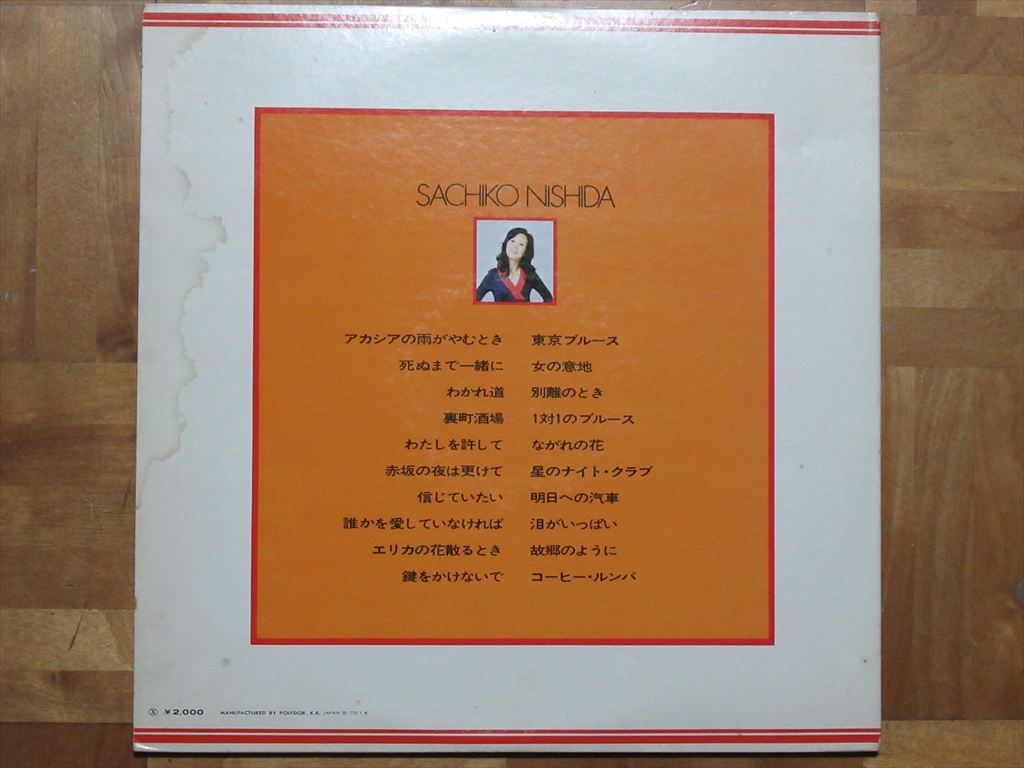 SACHIKO NISHIDA
アカシアの雨がやむとき
死ぬまで一緒に
わかれ道
裏町酒場
わたしを許して
赤坂の夜は更けて
信じていたい
誰かを愛していなければ
エリカの花散るとき
鍵をかけないで
東京ブルース
女の意地
別離のとき
1対1のブルース
ながれの花
星のナイト・クラブ
明日への汽車
泪がいっぱい
故郷のように
コーヒー・ルンバ
Ⓢ ¥2,000 MANUFACTURED BY POLYDOR, K.K. JAPAN